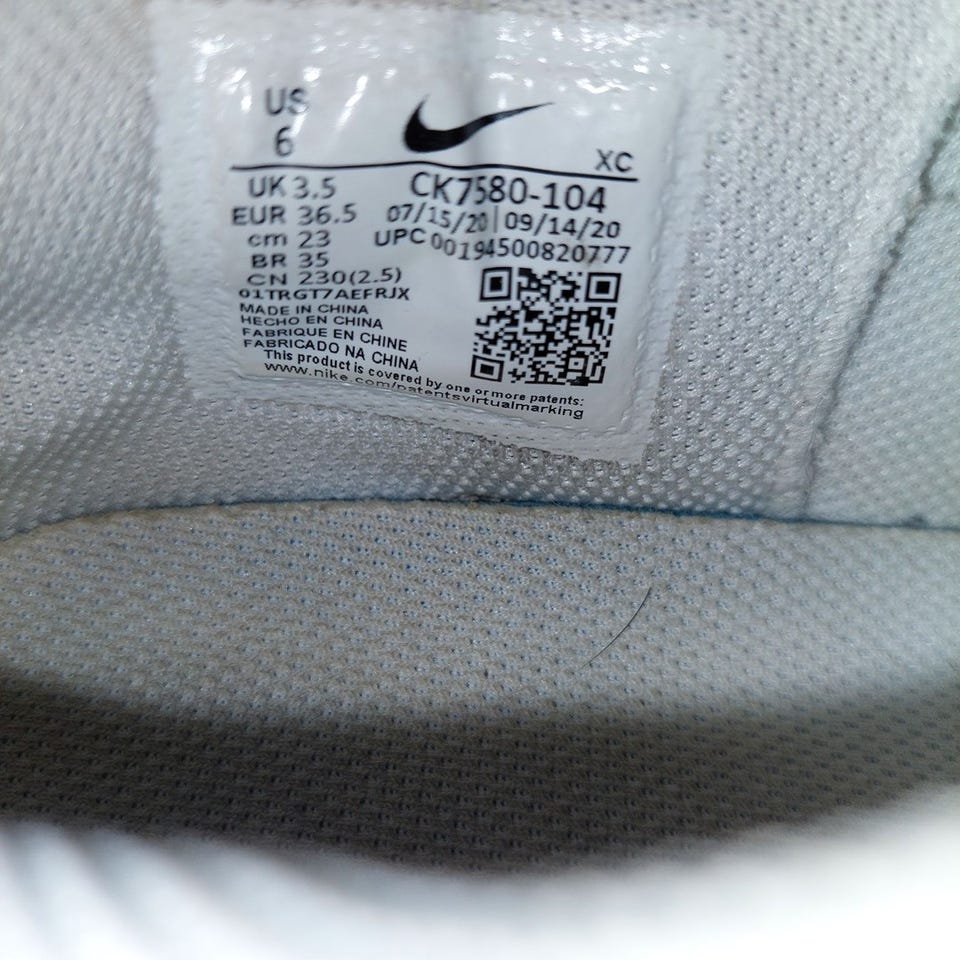 US
6
XC
UK 3.5
EUR 36.5
cm 23
BR 35
CN 230(2.5)
CK7580-104
07/15/20 | 09/14/20
UPC 00194500820777
01TRGT7AEFRJX
MADE IN CHINA
HECHO EN CHINA
FABRIQUE EN CHINE
FABRICADO NA CHINA
This product is covered by one or more patents:
www.nike.com/patentsvirtualmarking